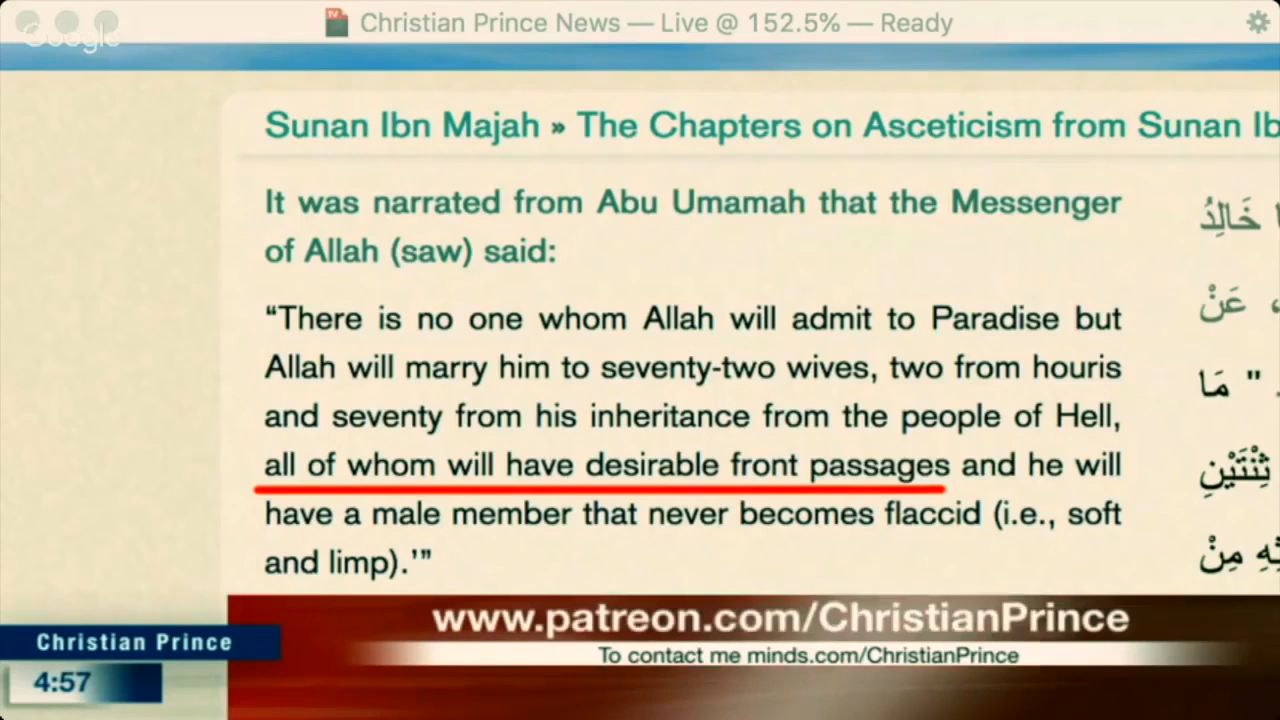 Christian Prince News — Live @ 152.5% — Ready
Google
Sunan Ibn Majah » The Chapters on Asceticism from Sunan Ib
It was narrated from Abu Umamah that the Messenger
of Allah (saw) said:
“There is no one whom Allah will admit to Paradise but
Allah will marry him to seventy-two wives, two from houris
and seventy from his inheritance from the people of Hell,
all of whom will have desirable front passages and he will
have a male member that never becomes flaccid (i.e., soft
and limp).’”
خَالِدُ
، عَنْ
" مَا
ثِنْتَيْنِ
مِنْ
www.patreon.com/ChristianPrince
To contact me minds.com/ChristianPrince
Christian Prince
4:57